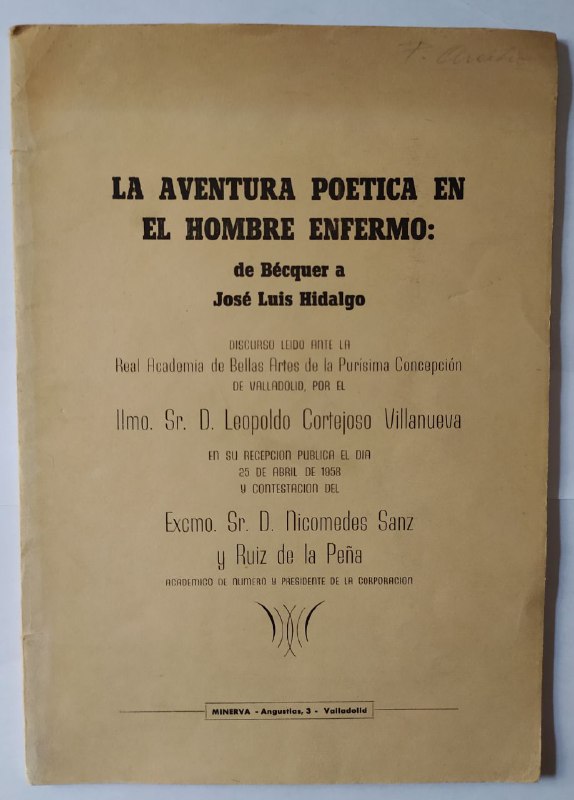 LA AVENTURA POETICA EN
EL HOMBRE ENFERMO:
de Bécquer a
José Luis Hidalgo
DISCURSO LEIDO ANTE LA
Real Academia de Bellas Artes de la Purísima Concepción
DE VALLADOLID, POR EL
Ilmo. Sr. D. Leopoldo Cortejoso Villanueva
EN SU RECEPCION PUBLICA EL DIA
25 DE ABRIL DE 1958
Y CONTESTACION DEL
Excmo. Sr. D. Nicomedes Sanz
y Ruiz de la Peña
ACADEMICO DE NUMERO Y PRESIDENTE DE LA CORPORACION
MINERVA - Angustias, 3 - Valladolid